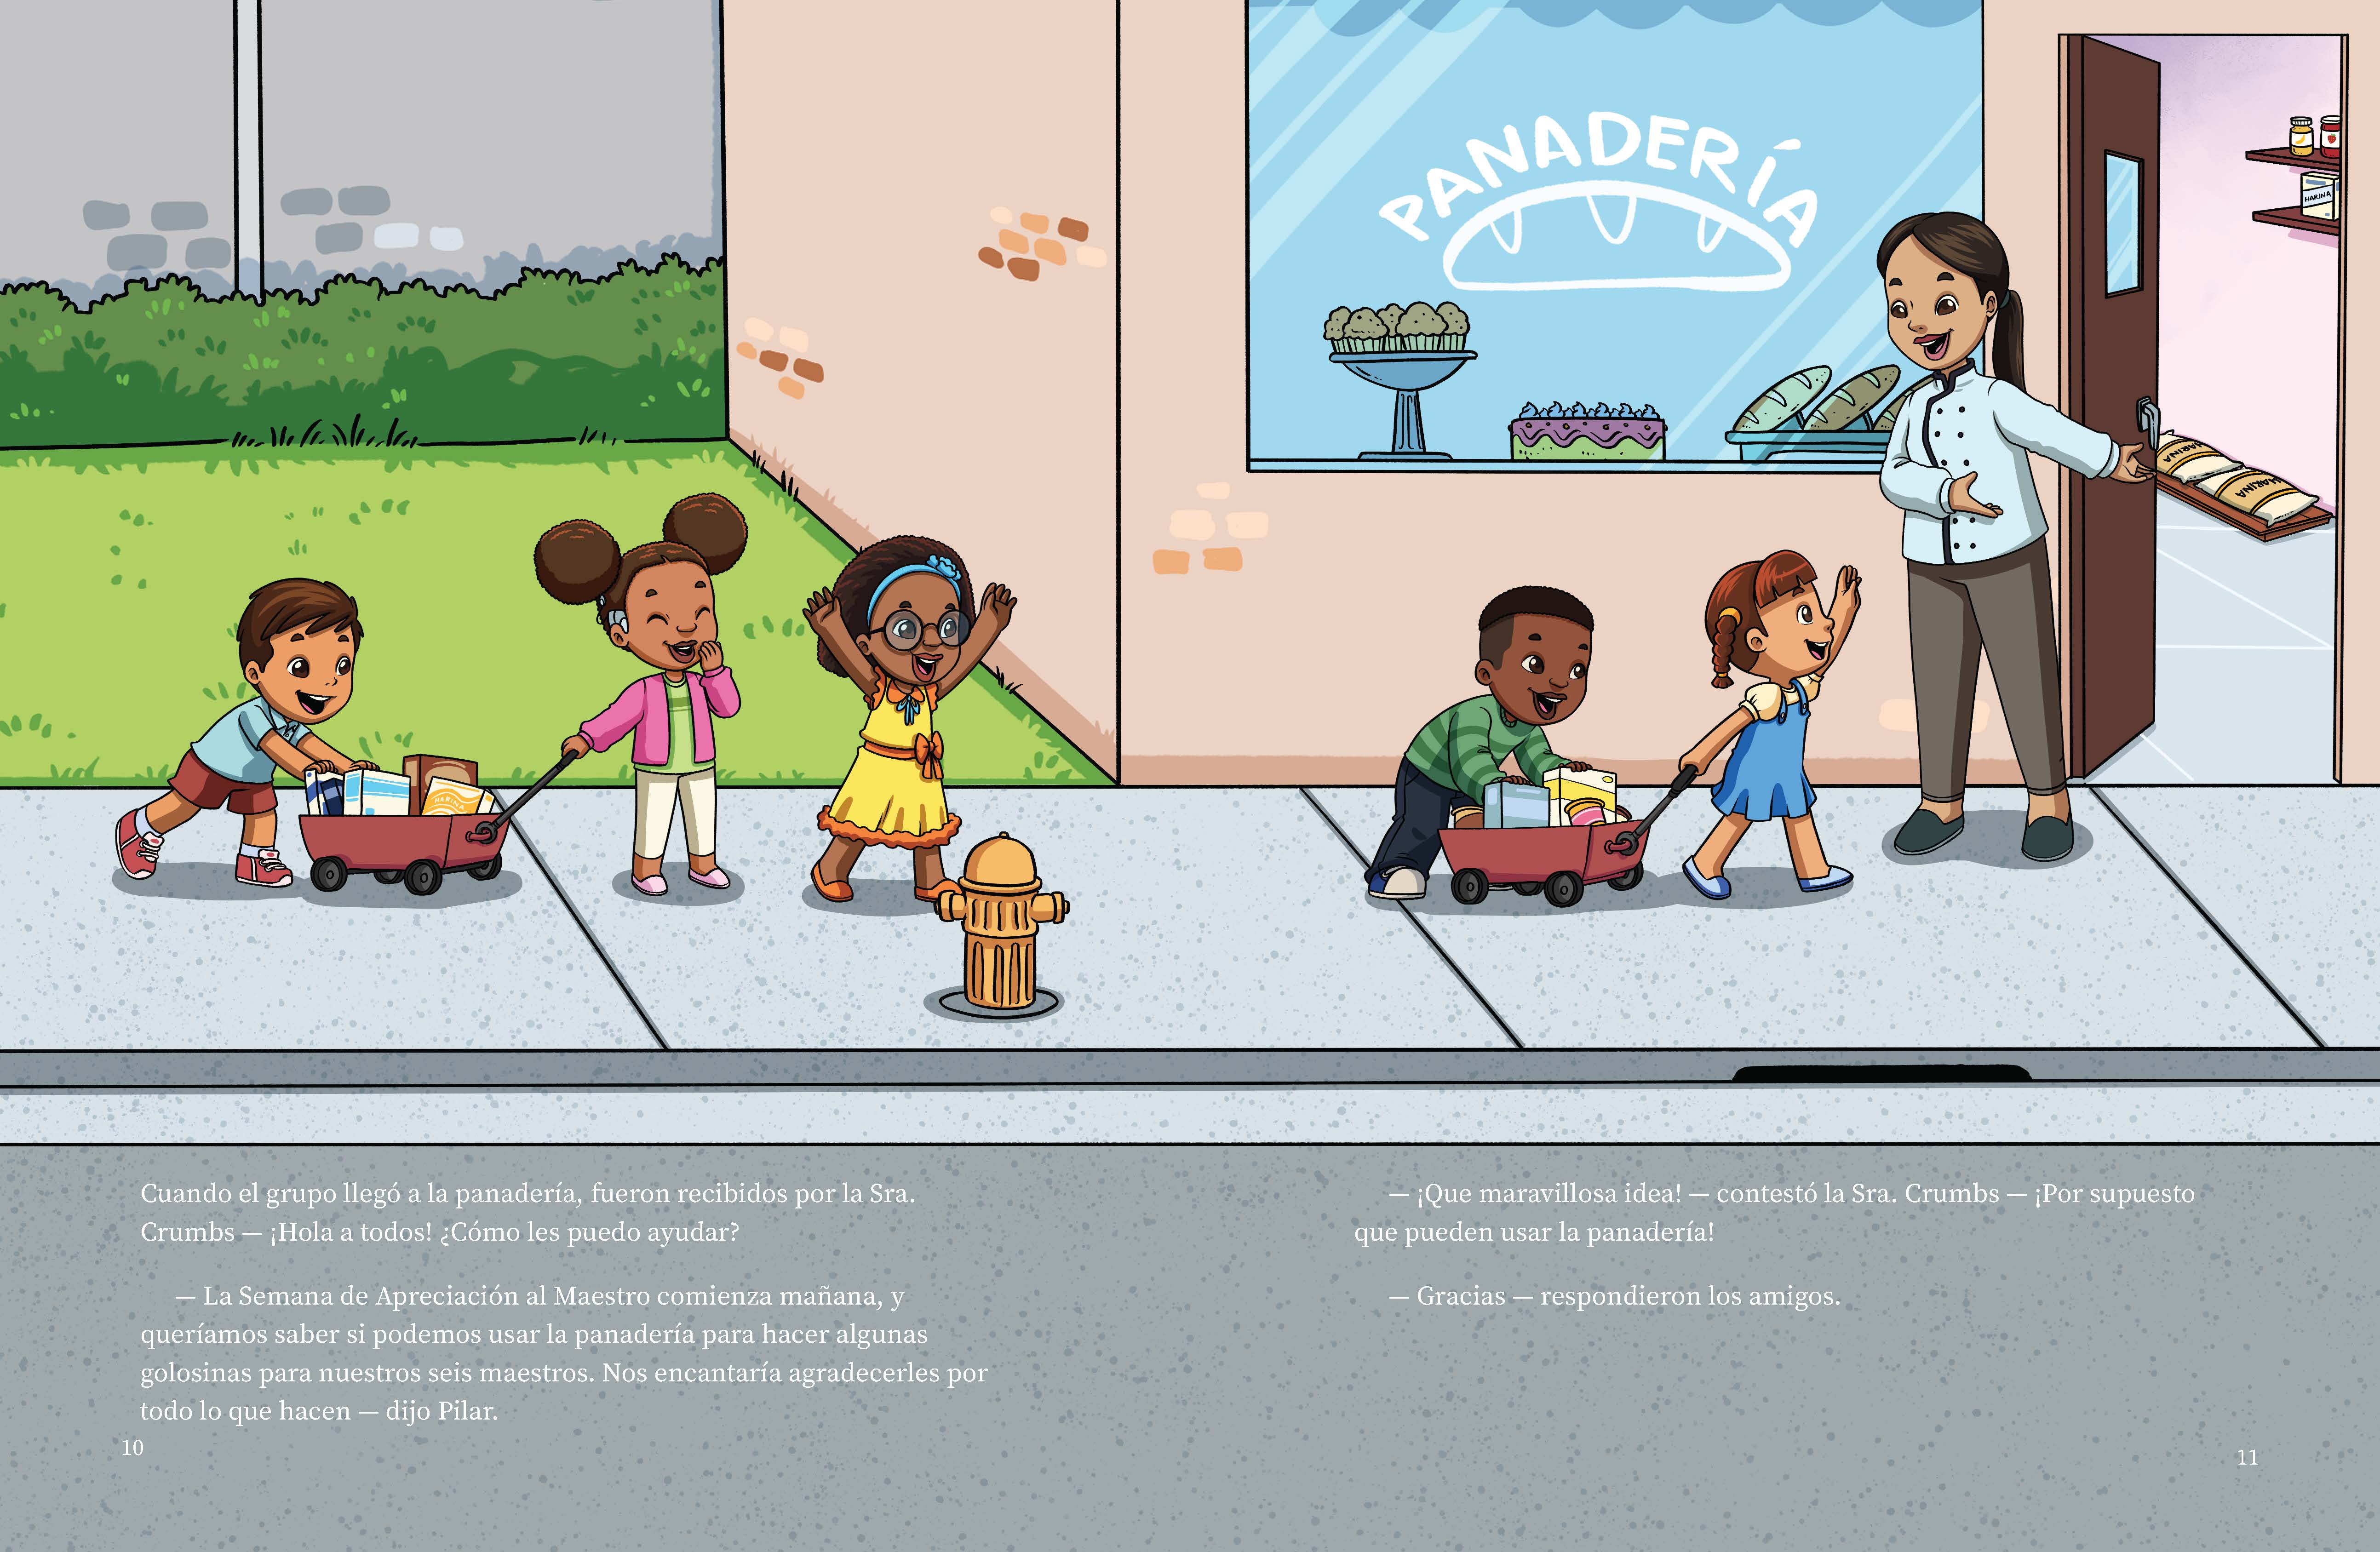 PANADERÍA
HARINA
HARINA
HARINA
HARINA
Cuando el grupo llegó a la panadería, fueron recibidos por la Sra.
Crumbs — ¡Hola a todos! ¿Cómo les puedo ayudar?
— La Semana de Apreciación al Maestro comienza mañana, y
queríamos saber si podemos usar la panadería para hacer algunas
golosinas para nuestros seis maestros. Nos encantaría agradecerles por
todo lo que hacen — dijo Pilar.
10
— ¡Que maravillosa idea! — contestó la Sra. Crumbs — ¡Por supuesto
que pueden usar la panadería!
— Gracias — respondieron los amigos.
11